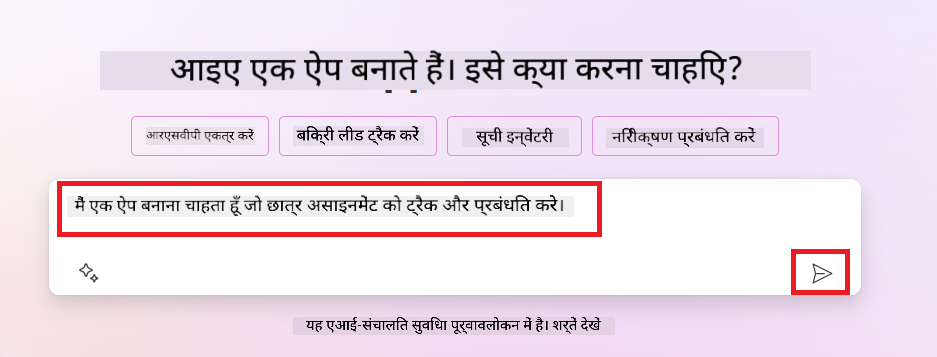 आइए एक ऐप बनाते हैं। इसे क्या करना चाहिए?
आरएसवीपी एकत्र करें
बिक्री लीड ट्रैक करें
सूची इन्वेंटरी
निरीक्षण प्रबंधित करें
मैं एक ऐप बनाना चाहता हूँ जो छात्र असाइनमेंट को ट्रैक और प्रबंधित करे।
यह एआई-संचालित सुविधा पूर्वावलोकन में है। शर्तें देखें